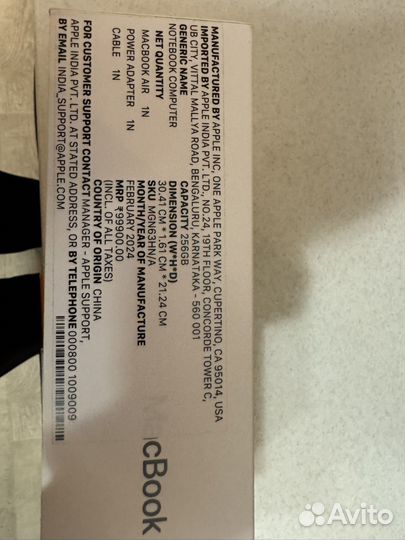 MANUFACTURED BY APPLE INC, ONE APPLE PARK WAY, CUPERTINO, CA 95014, USA
IMPORTED BY APPLE INDIA PVT. LTD., NO.24, 19TH FLOOR, CONCORDE TOWER C,
UB CITY, VITTAL MALLYA ROAD, BENGALURU, KARNATAKA - 560 001
GENERIC NAME
NOTEBOOK COMPUTER
NET QUANTITY
MACBOOK AIR 1N
POWER ADAPTER 1N
CABLE 1N
CAPACITY 256GB
DIMENSION (W*H*D)
30.41 CM * 1.61 CM * 21.24 CM
SKU MGN63HN/A
MONTH/YEAR OF MANUFACTURE
FEBRUARY 2024
MRP ₹99900.00
(INCL. OF ALL TAXES)
COUNTRY OF ORIGIN CHINA
FOR CUSTOMER SUPPORT CONTACT MANAGER - APPLE SUPPORT,
APPLE INDIA PVT. LTD. AT STATED ADDRESS, OR BY TELEPHONE 000800 1009009
BY EMAIL INDIA_SUPPORT@APPLE.COM
acBook
Avito